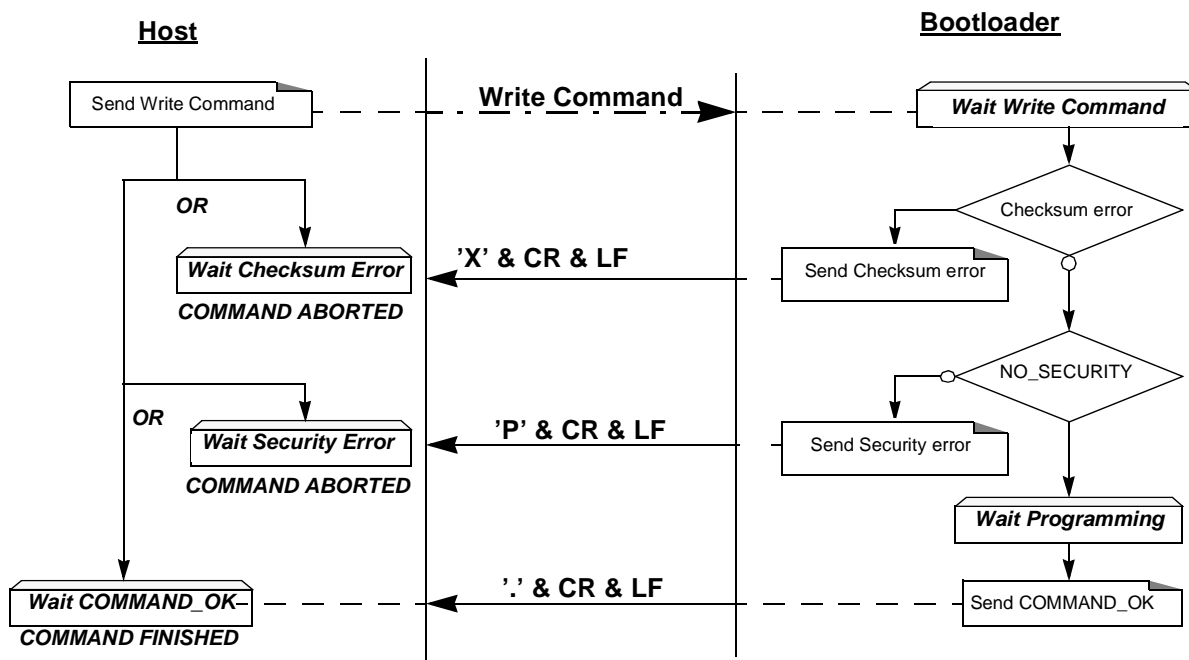 Host
Bootloader
Send Write Command
Write Command
Wait Write Command
OR
Checksum error
Wait Checksum Error
’X’ & CR & LF
Send Checksum error
COMMAND ABORTED
NO_SECURITY
OR
Wait Security Error
’P’ & CR & LF
Send Security error
COMMAND ABORTED
Wait Programming
Wait COMMAND_OK
'.' & CR & LF
Send COMMAND_OK
COMMAND FINISHED